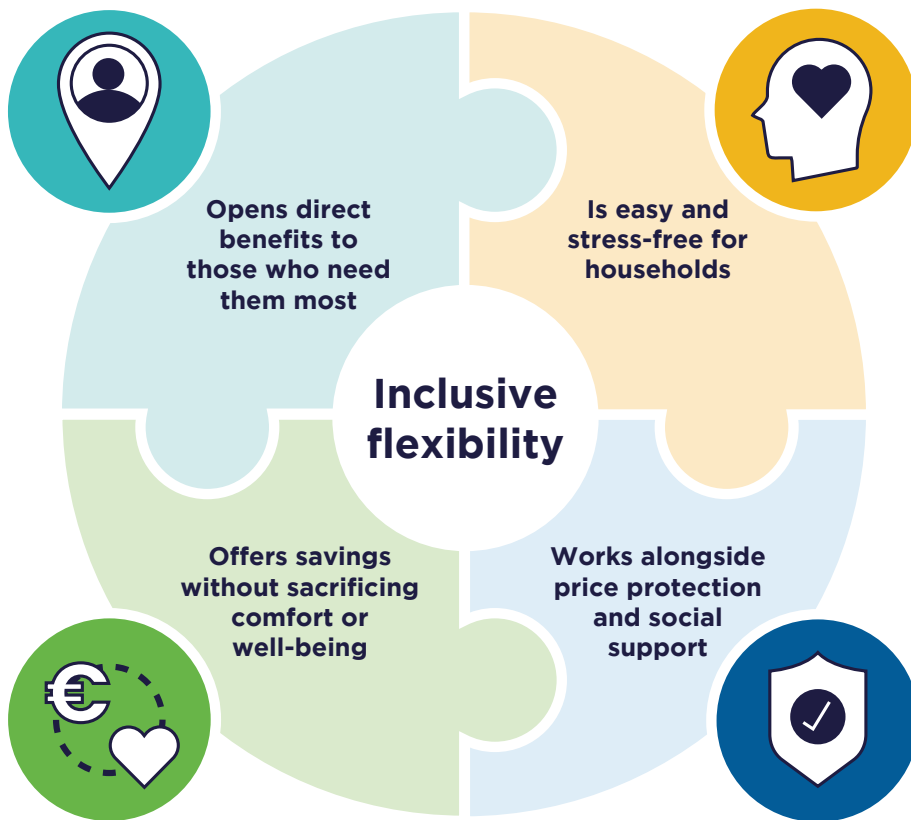 Opens direct
benefits to
those who need
them most
Is easy and
stress-free for
households
Inclusive
flexibility
Offers savings
without sacrificing
comfort or
well-being
Works alongside
price protection
and social
support
€